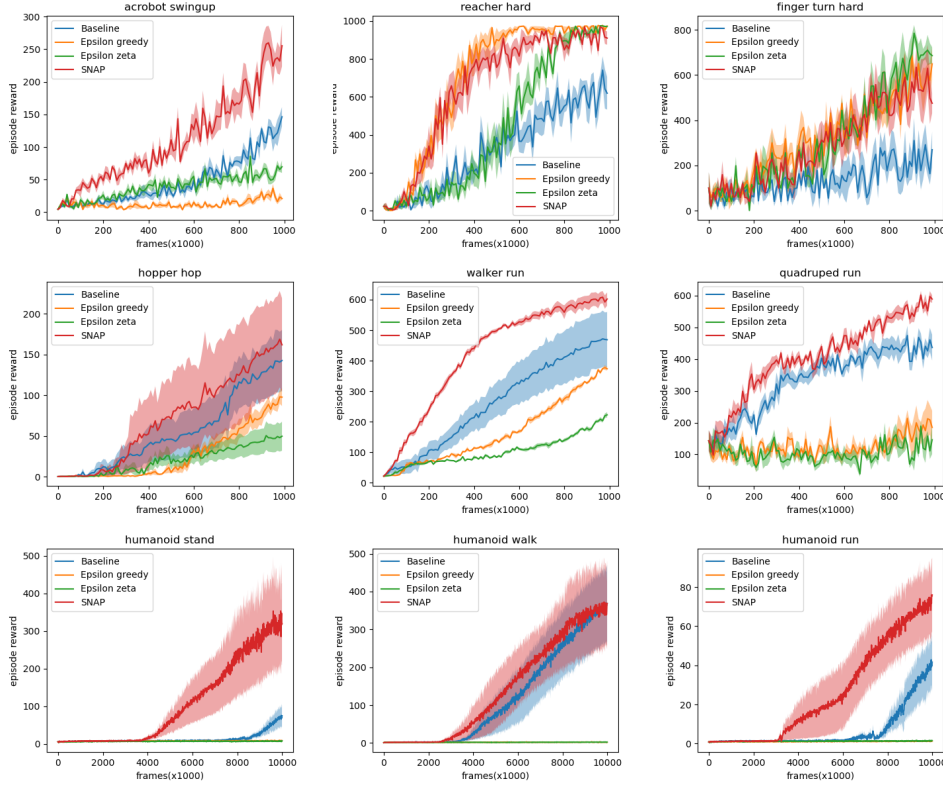 acrobot swingup
300
250
200
150
100
50
0
episode reward
Baseline
Epsilon greedy
Epsilon zeta
SNAP
0 200 400 600 800 1000
frames(x1000)
reacher hard
1000
800
600
400
200
0
episode reward
Baseline
Epsilon greedy
Epsilon zeta
SNAP
0 200 400 600 800 1000
frames(x1000)
finger turn hard
800
600
400
200
0
episode reward
Baseline
Epsilon greedy
Epsilon zeta
SNAP
0 200 400 600 800 1000
frames(x1000)
hopper hop
200
150
100
50
0
episode reward
Baseline
Epsilon greedy
Epsilon zeta
SNAP
0 200 400 600 800 1000
frames(x1000)
walker run
600
500
400
300
200
100
0
episode reward
Baseline
Epsilon greedy
Epsilon zeta
SNAP
0 200 400 600 800 1000
frames(x1000)
quadruped run
600
500
400
300
200
100
episode reward
Baseline
Epsilon greedy
Epsilon zeta
SNAP
0 200 400 600 800 1000
frames(x1000)
humanoid stand
500
400
300
200
100
0
episode reward
Baseline
Epsilon greedy
Epsilon zeta
SNAP
0 2000 4000 6000 8000 10000
frames(x1000)
humanoid walk
500
400
300
200
100
0
episode reward
Baseline
Epsilon greedy
Epsilon zeta
SNAP
0 2000 4000 6000 8000 10000
frames(x1000)
humanoid run
80
60
40
20
0
episode reward
Baseline
Epsilon greedy
Epsilon zeta
SNAP
0 2000 4000 6000 8000 10000
frames(x1000)